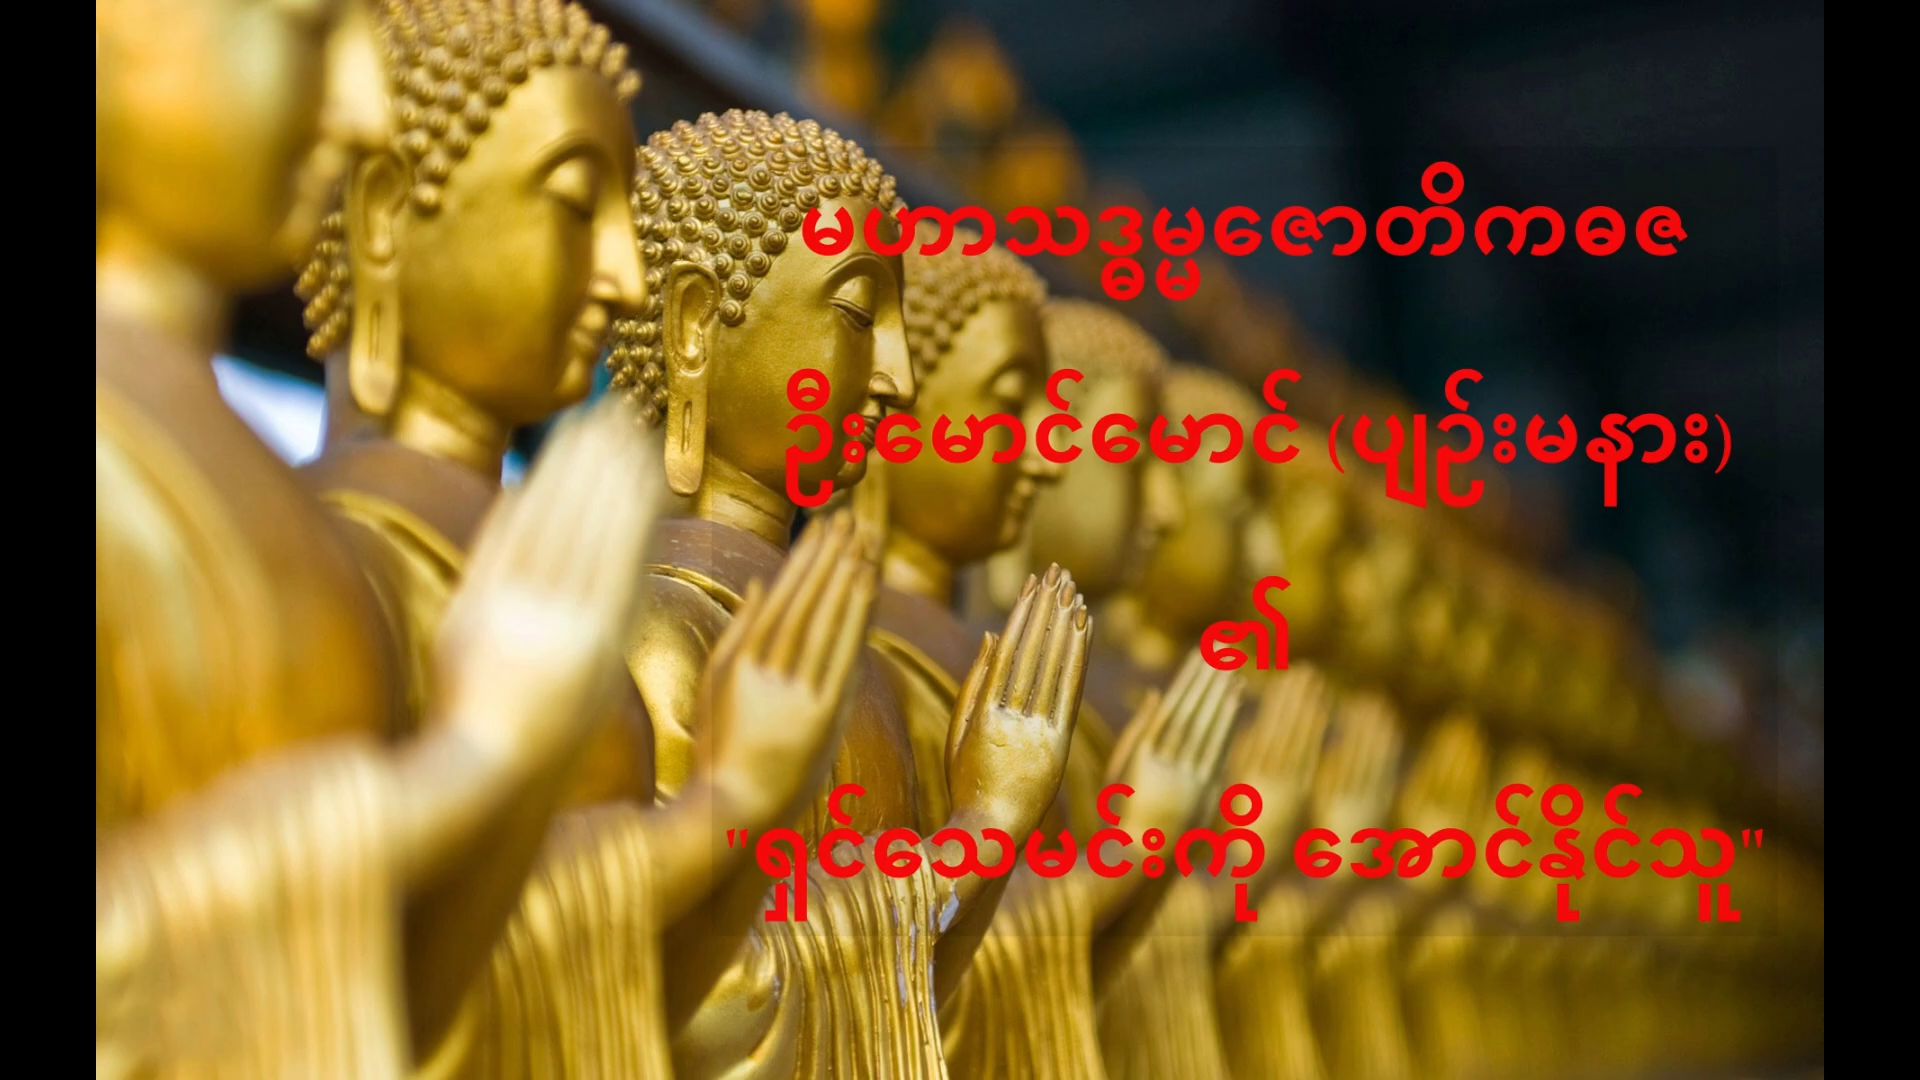 မဟာသဒ္ဓမ္မဇောတိကဓဇ
ဦးမောင်မောင် (ပျဉ်းမနား)
၏
"ရှင်သေမင်းကို အောင်နိုင်သူ"